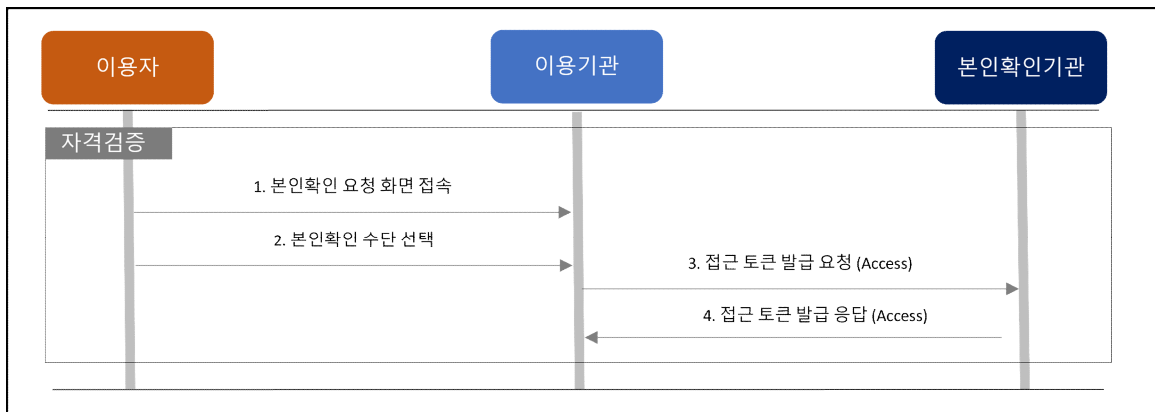 이용자
이용기관
본인확인기관
자격검증
1. 본인확인 요청 화면 접속
2. 본인확인 수단 선택
3. 접근 토큰 발급 요청 (Access)
4. 접근 토큰 발급 응답 (Access)